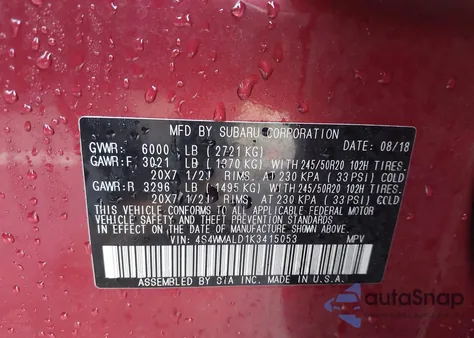 MFD BY SUBARU CORPORATION
GVWR: 6000 LB ( 2721 KG) DATE: 08/18
GAWR:F 3021 LB ( 1370 KG) WITH 245/50R20 102H TIRES.
20X7 1/2J RIMS. AT 230 KPA ( 33 PSI) COLD
GAWR:R 3296 LB ( 1495 KG) WITH 245/50R20 102H TIRES.
20X7 1/2J RIMS. AT 230 KPA ( 33 PSI) COLD
THIS VEHICLE CONFORMS TO ALL APPLICABLE FEDERAL MOTOR
VEHICLE SAFETY AND THEFT PREVENTION STANDARDS
IN EFFECT ON THE DATE OF MANUFACTURE SHOWN ABOVE.
VIN: 4S4WMALD1K3415053 MPV
ASSEMBLED BY SIA INC. MADE IN U.S.A.
autoSnap